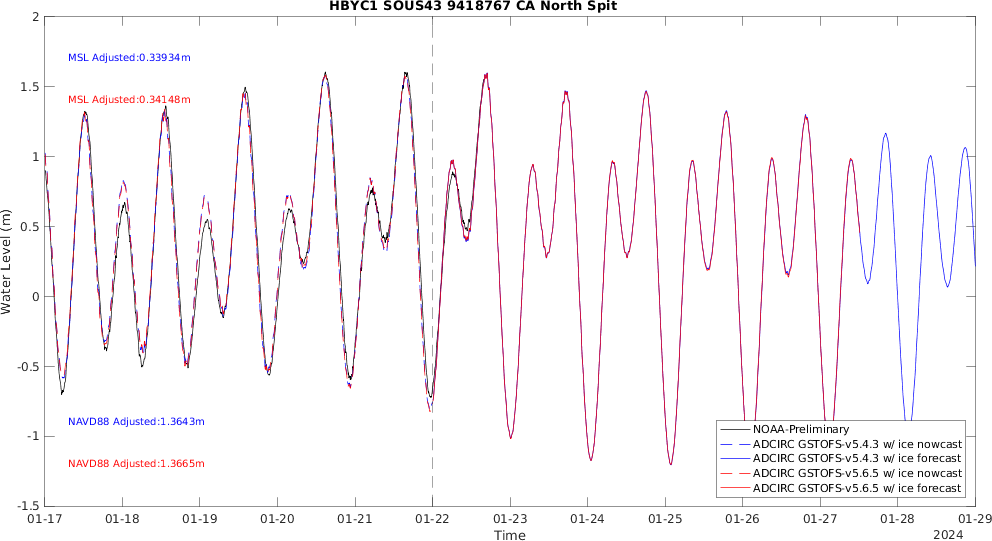 HBYC1 SOUS43 9418767 CA North Spit
2
1.5
1
0.5
0
-0.5
-1
-1.5
Water Level (m)
MSL Adjusted:0.33934m
MSL Adjusted:0.34148m
NAVD88 Adjusted:1.3643m
NAVD88 Adjusted:1.3665m
NOAA-Preliminary
ADCIRC GSTOFS-v5.4.3 w/ ice nowcast
ADCIRC GSTOFS-v5.4.3 w/ ice forecast
ADCIRC GSTOFS-v5.6.5 w/ ice nowcast
ADCIRC GSTOFS-v5.6.5 w/ ice forecast
01-17 01-18 01-19 01-20 01-21 01-22 01-23 01-24 01-25 01-26 01-27 01-28 01-29
Time
2024